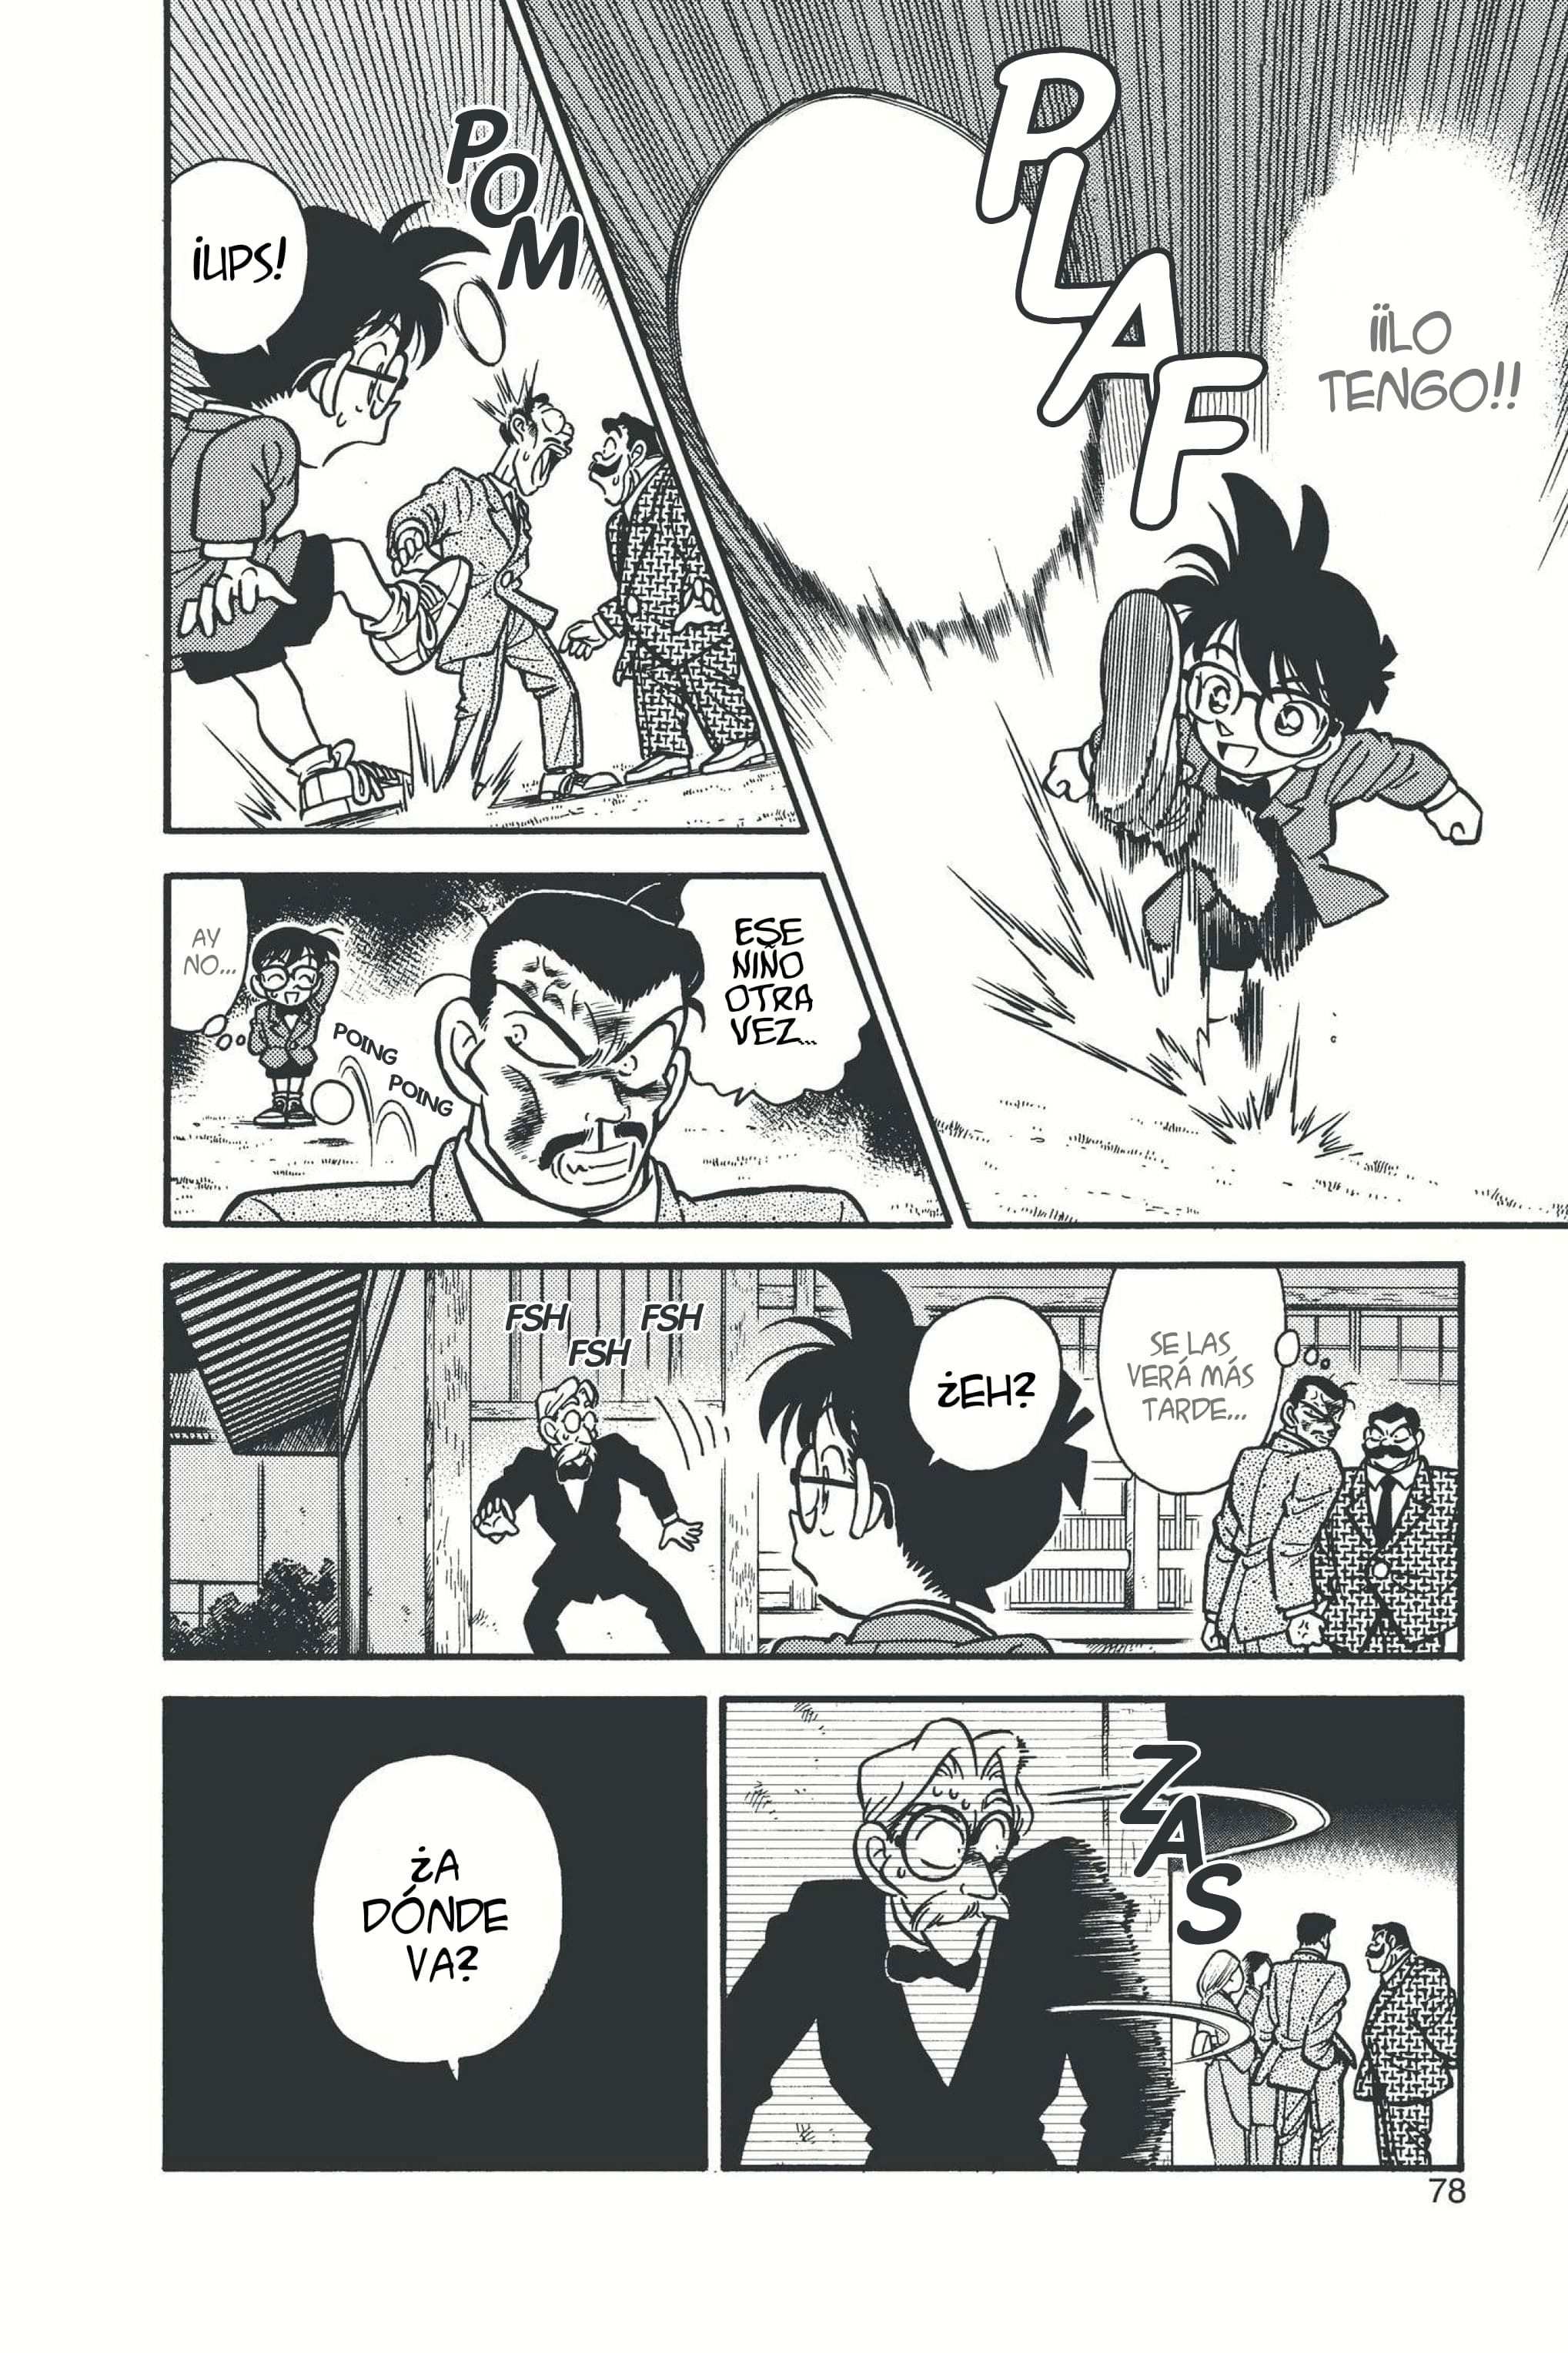 ¡¡LO
TENGO!!
PLAF
POM
¡UPS!
ESE
NIÑO
OTRA
VEZ...
AY
NO...
POING
POING
SE LAS
VERÁ MÁS
TARDE...
¿EH?
FSH
FSH
FSH
ZAS
¿A
DÓNDE
VA?
78